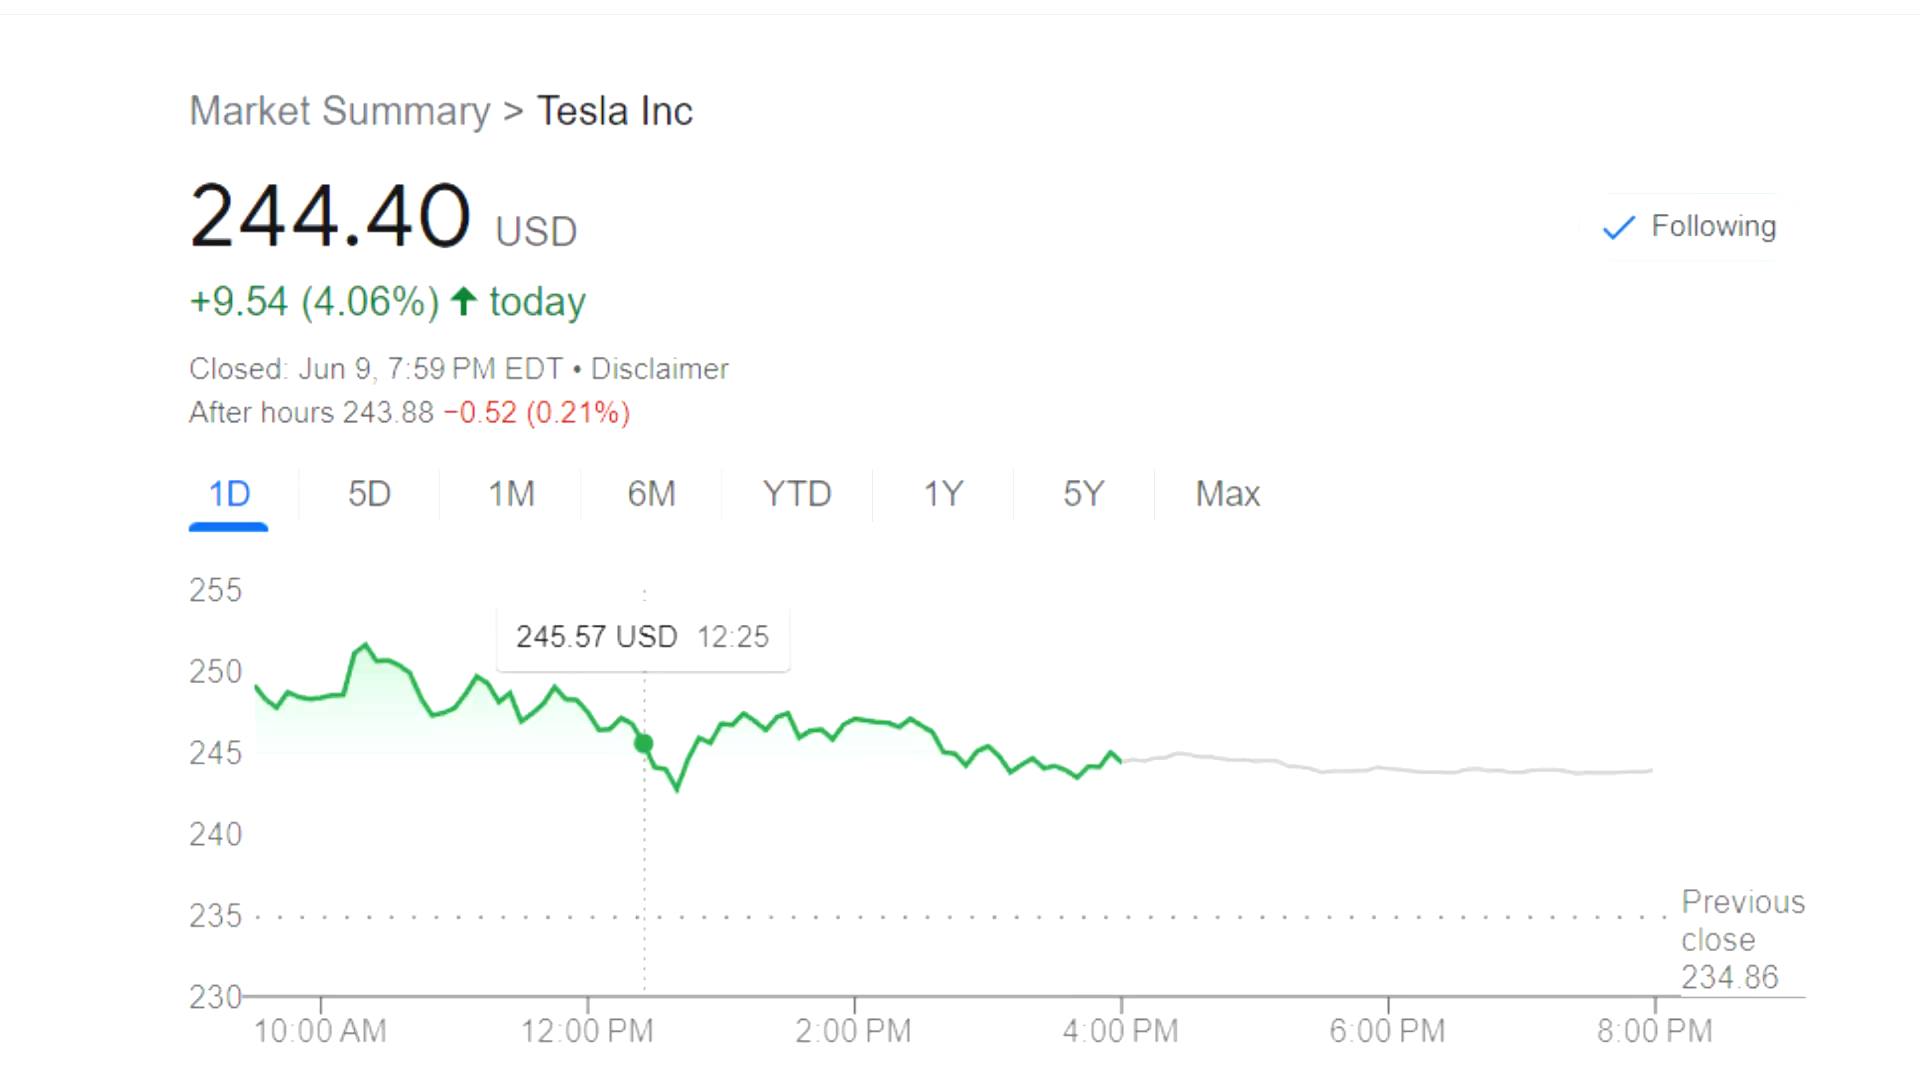 Market Summary > Tesla Inc
244.40 USD
Following
+9.54 (4.06%) today
Closed: Jun 9, 7:59 PM EDT • Disclaimer
After hours 243.88 −0.52 (0.21%)
1D 5D 1M 6M YTD 1Y 5Y Max
255
245.57 USD 12:25
250
245
240
235
Previous
close
234.86
230
10:00 AM 12:00 PM 2:00 PM 4:00 PM 6:00 PM 8:00 PM